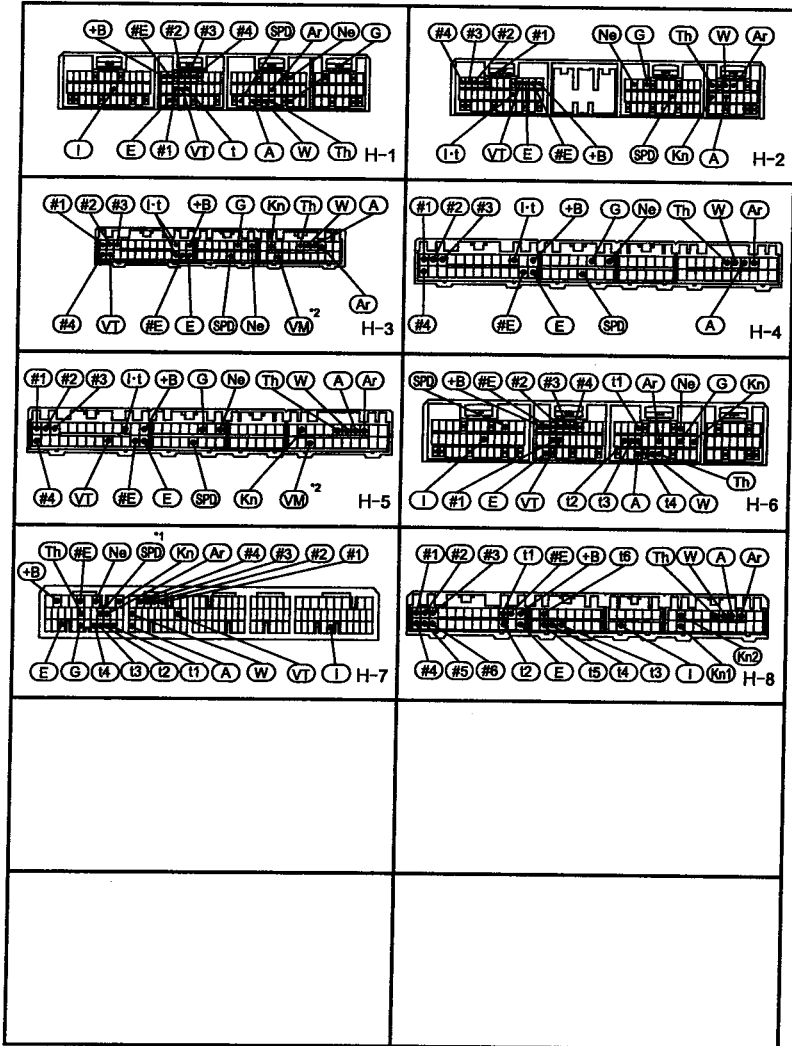 +B #E #2 #3 #4 SPD Ar Ne G
I E #1 VT t A W Th H-1
#4 #3 #2 #1 Ne G Th W Ar
I·t VT E #E +B SPD Kn A H-2
#1 #2 #3 I·t +B G Kn Th W A
Ar
#4 VT #E E SPD Ne VM *2 H-3
#1 #2 #3 I·t +B G Ne Th W Ar
#4 #E E SPD A H-4
#1 #2 #3 I·t +B G Ne Th W A Ar
#4 VT #E E SPD Kn VM *2 H-5
SPD +B #E #2 #3 #4 t1 Ar Ne G Kn
Th
I #1 E VT t2 t3 A t4 W H-6
*1
+B Th #E Ne SPD Kn Ar #4 #3 #2 #1
E G t4 t3 t2 t1 A W VT I H-7
#1 #2 #3 t1 #E +B t6 Th W A Ar
Kn2
#4 #5 #6 t2 E t5 t4 t3 I Kn1 H-8